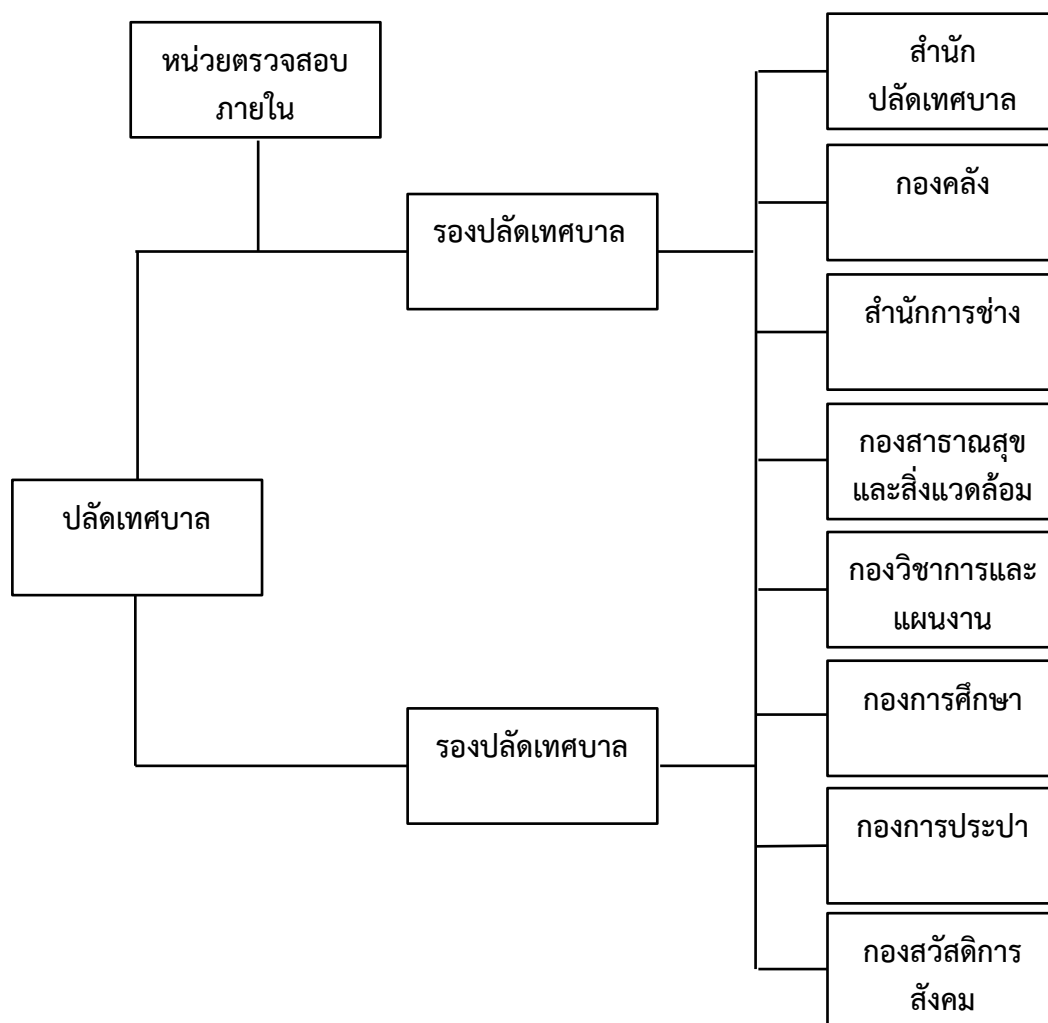 หน่วยตรวจสอบ
ภายใน
สำนัก
ปลัดเทศบาล
กองคลัง
รองปลัดเทศบาล
สำนักการช่าง
กองสาธาณสุข
และสิ่งแวดล้อม
ปลัดเทศบาล
กองวิชาการและ
แผนงาน
กองการศึกษา
รองปลัดเทศบาล
กองการประปา
กองสวัสดิการ
สังคม